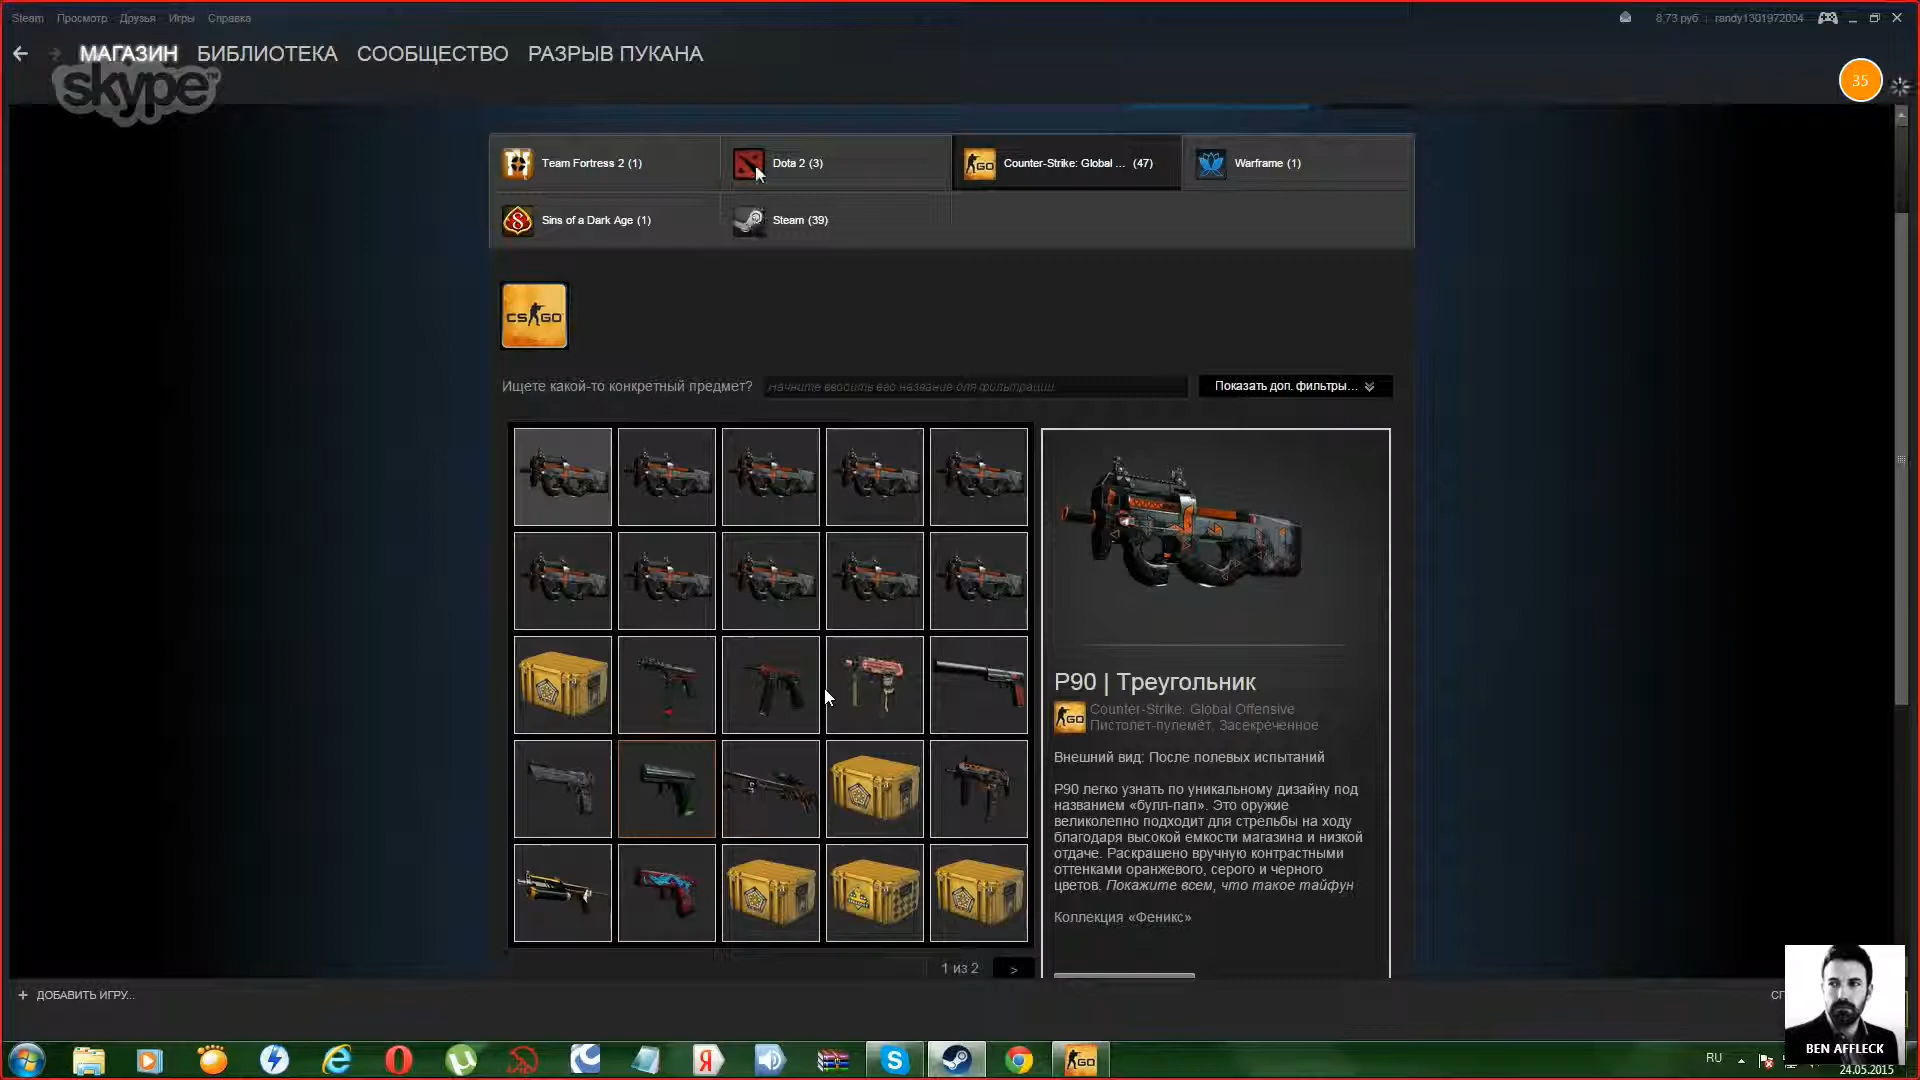 Steam Просмотр Друзья Игры Справка
8,73 руб randy1301972004
МАГАЗИН БИБЛИОТЕКА СООБЩЕСТВО РАЗРЫВ ПУКАНА
skype™
35
Team Fortress 2 (1)
Dota 2 (3)
Counter-Strike: Global ... (47)
Warframe (1)
Sins of a Dark Age (1)
Steam (39)
CS GO
Ищете какой-то конкретный предмет?
Начните вводить его название для фильтрации.
Показать доп. фильтры...
P90 | Треугольник
Counter-Strike: Global Offensive
Пистолет-пулемёт, Засекреченное
Внешний вид: После полевых испытаний
P90 легко узнать по уникальному дизайну под
названием «булл-пап». Это оружие
великолепно подходит для стрельбы на ходу
благодаря высокой емкости магазина и низкой
отдаче. Раскрашено вручную контрастными
оттенками оранжевого, серого и черного
цветов. Покажите всем, что такое тайфун
Коллекция «Феникс»
1 из 2 >
+ ДОБАВИТЬ ИГРУ...
BEN AFFLECK
RU
24.05.2015